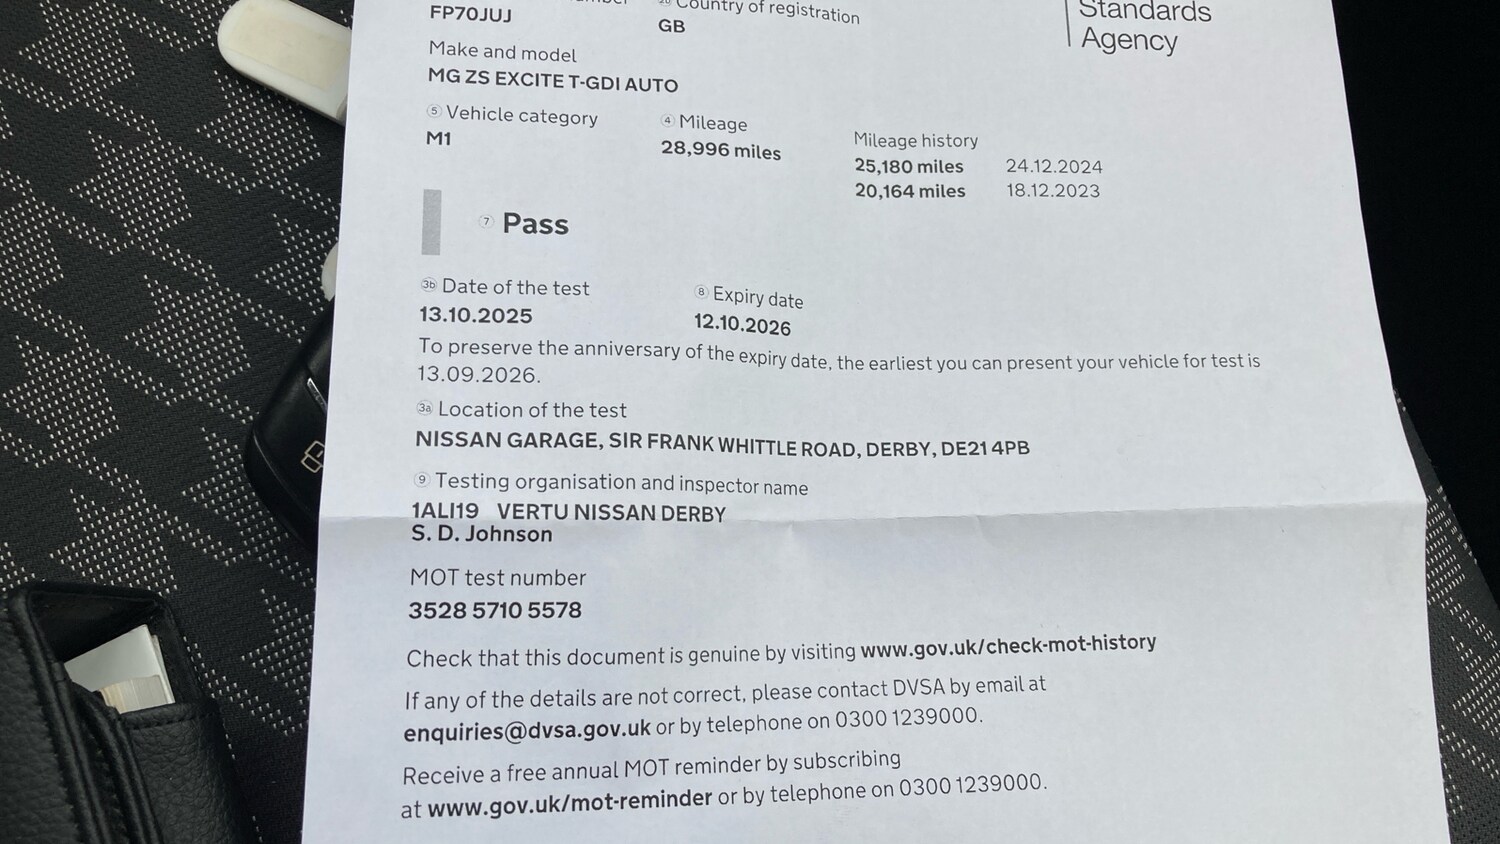 FP70JUJ
Country of registration
GB
Standards
Agency
Make and model
MG ZS EXCITE T-GDI AUTO
5 Vehicle category
M1
4 Mileage
28,996 miles
Mileage history
25,180 miles 24.12.2024
20,164 miles 18.12.2023
7 Pass
3b Date of the test
13.10.2025
8 Expiry date
12.10.2026
To preserve the anniversary of the expiry date, the earliest you can present your vehicle for test is
13.09.2026.
3a Location of the test
NISSAN GARAGE, SIR FRANK WHITTLE ROAD, DERBY, DE21 4PB
9 Testing organisation and inspector name
1ALI19 VERTU NISSAN DERBY
S. D. Johnson
MOT test number
3528 5710 5578
Check that this document is genuine by visiting www.gov.uk/check-mot-history
If any of the details are not correct, please contact DVSA by email at
enquiries@dvsa.gov.uk or by telephone on 0300 1239000.
Receive a free annual MOT reminder by subscribing
at www.gov.uk/mot-reminder or by telephone on 0300 1239000.